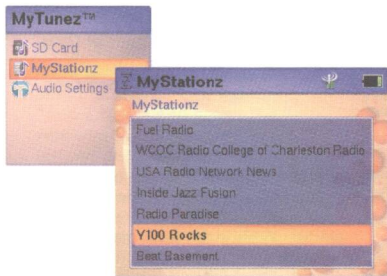 MyTunez™
SD Card
MyStationz
Audio Settings
MyStationz
MyStationz
Fuel Radio
WCOC Radio College of Charleston Radio
USA Radio Network News
Inside Jazz Fusion
Radio Paradise
Y100 Rocks
Beat Basement